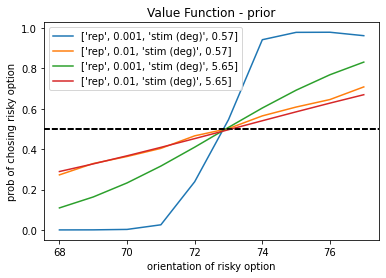 Value Function - prior
['rep', 0.001, 'stim (deg)', 0.57]
['rep', 0.01, 'stim (deg)', 0.57]
['rep', 0.001, 'stim (deg)', 5.65]
['rep', 0.01, 'stim (deg)', 5.65]
prob of chosing risky option
1.0
0.8
0.6
0.4
0.2
0.0
68 70 72 74 76
orientation of risky option